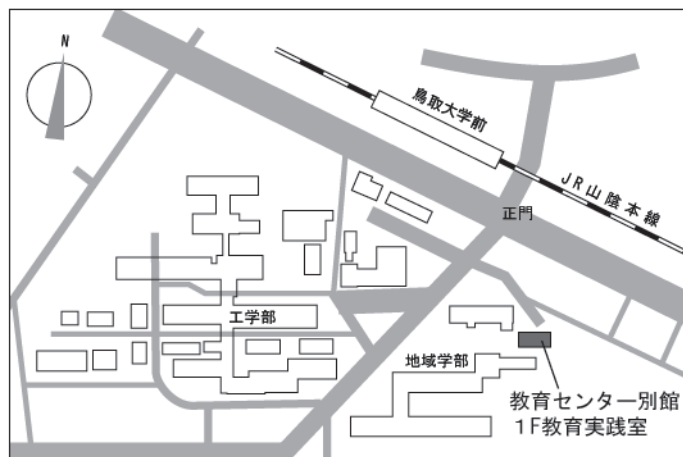 N
鳥取大学前
JR山陰本線
正門
工学部
地域学部
教育センター別館
1F教育実践室